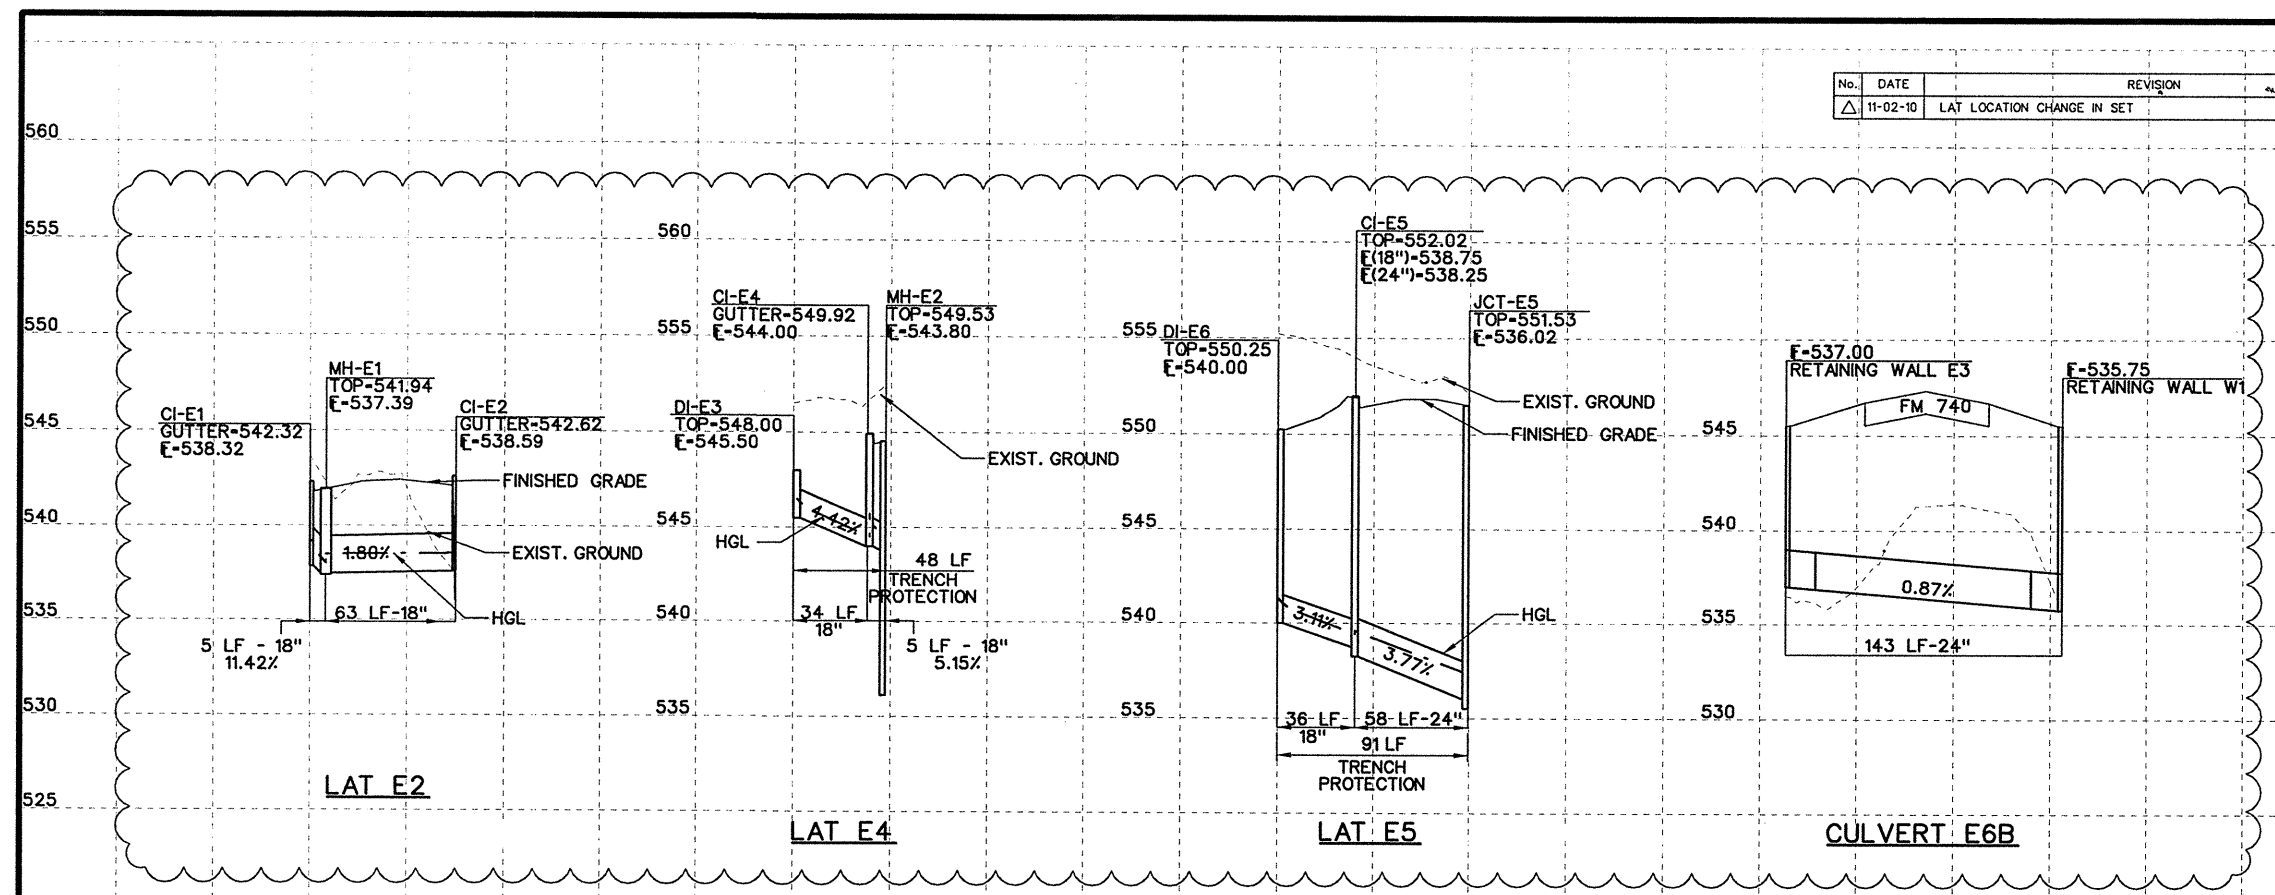 No. DATE REVISION
11-02-10 LAT LOCATION CHANGE IN SET
560
555
550
545
540
535
530
525
CI-E1
GUTTER=542.32
E=538.32
MH-E1
TOP=541.94
E=537.39
CI-E2
GUTTER=542.62
E=538.59
FINISHED GRADE
EXIST. GROUND
1.80%
63 LF-18"
HGL
5 LF - 18"
11.42%
LAT E2
560
555
545
540
535
CI-E4
GUTTER=549.92
E=544.00
MH-E2
TOP=549.53
E=543.80
DI-E3
TOP=548.00
E=545.50
EXIST. GROUND
4.42%
HGL
48 LF
TRENCH
PROTECTION
34 LF
18"
5 LF - 18"
5.15%
LAT E4
555
550
545
540
535
CI-E5
TOP=552.02
E(18")=538.75
E(24")=538.25
JCT-E5
TOP=551.53
E=536.02
DI-E6
TOP=550.25
E=540.00
EXIST. GROUND
FINISHED GRADE
3.11%
HGL
3.77%
36 LF
18"
58 LF-24"
91 LF
TRENCH
PROTECTION
LAT E5
545
540
535
530
E=537.00
RETAINING WALL E3
E=535.75
RETAINING WALL W1
FM 740
0.87%
143 LF-24"
CULVERT E6B